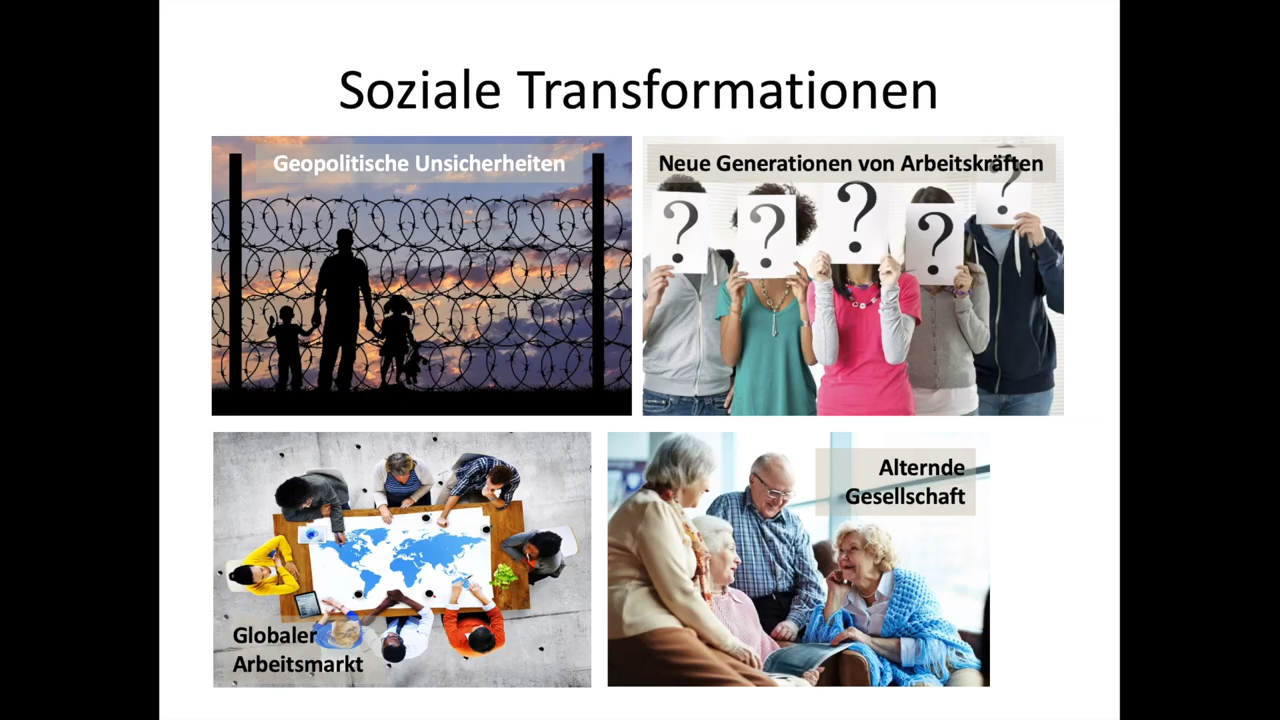 Soziale Transformationen
Geopolitische Unsicherheiten
Neue Generationen von Arbeitskräften
?
?
?
?
?
Alternde
Gesellschaft
Globaler
Arbeitsmarkt